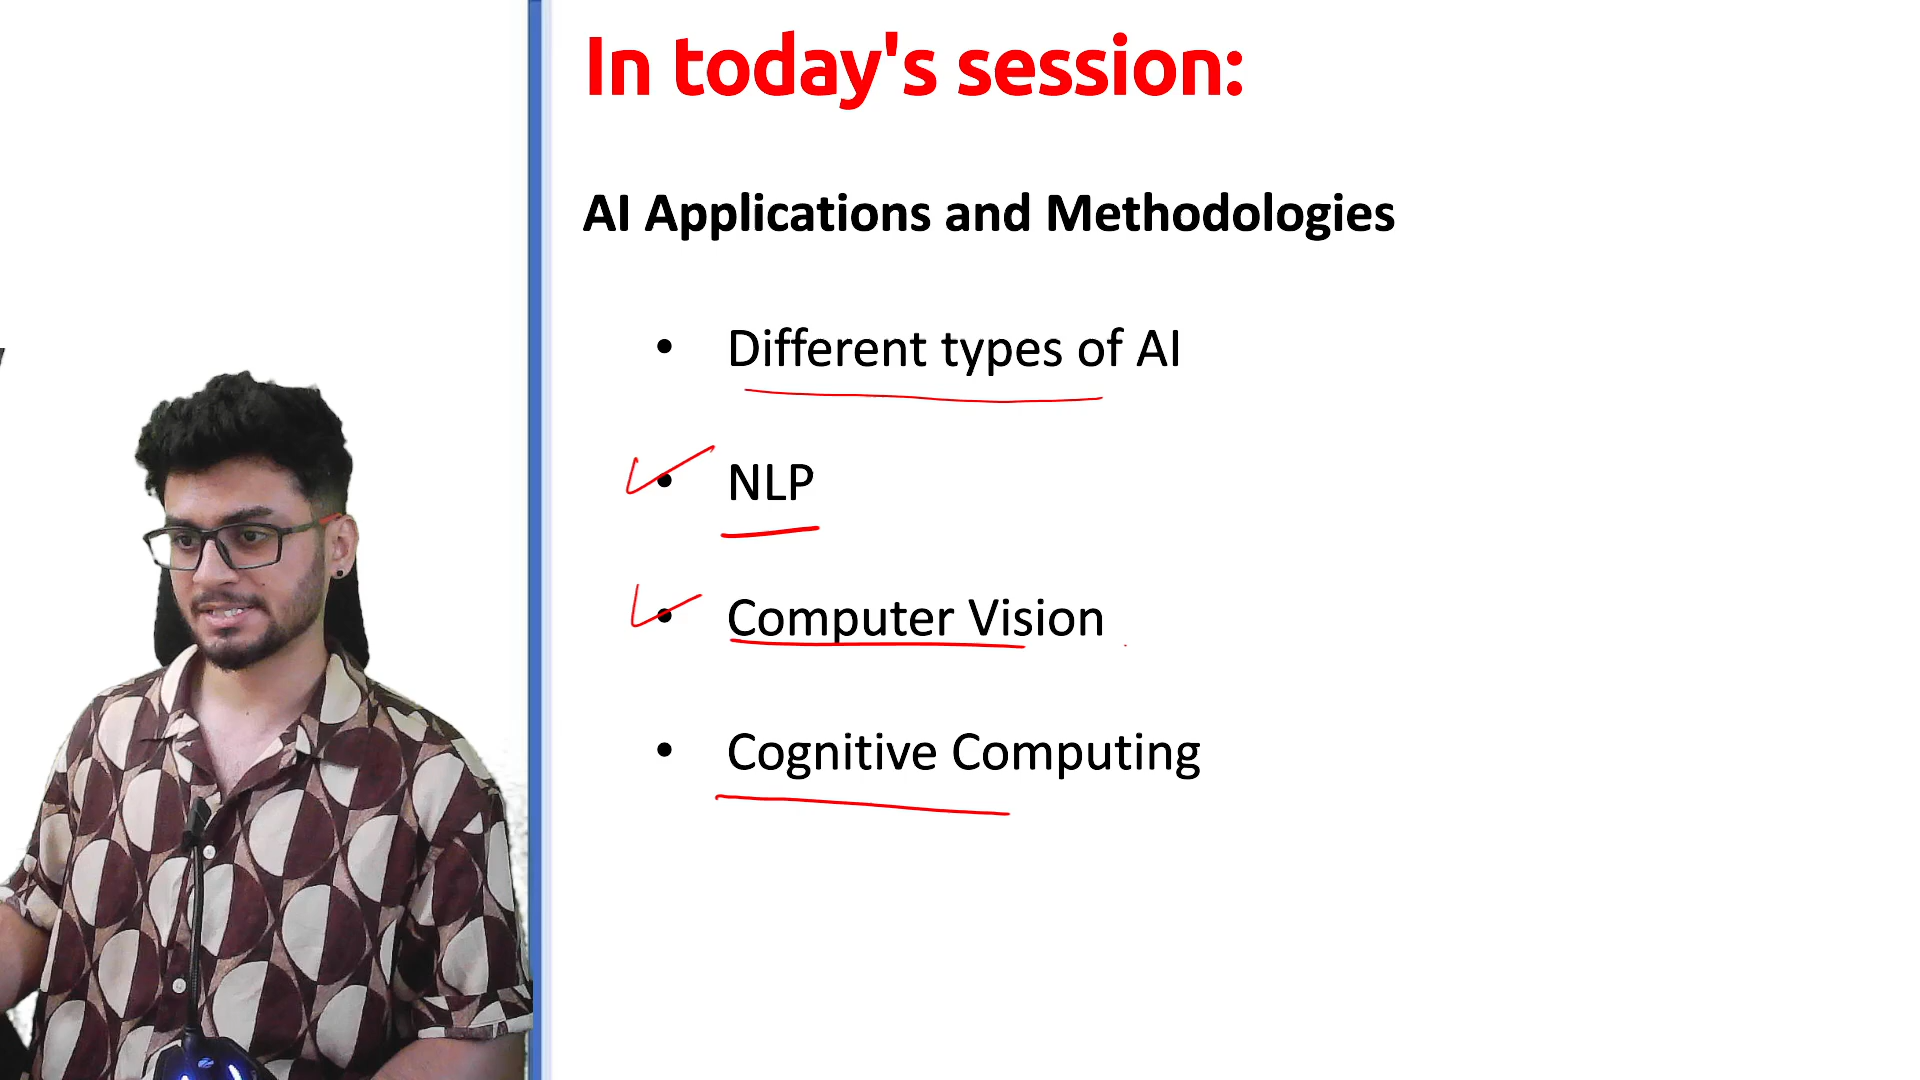 In today's session:
AI Applications and Methodologies
• Different types of AI
• NLP
• Computer Vision
• Cognitive Computing